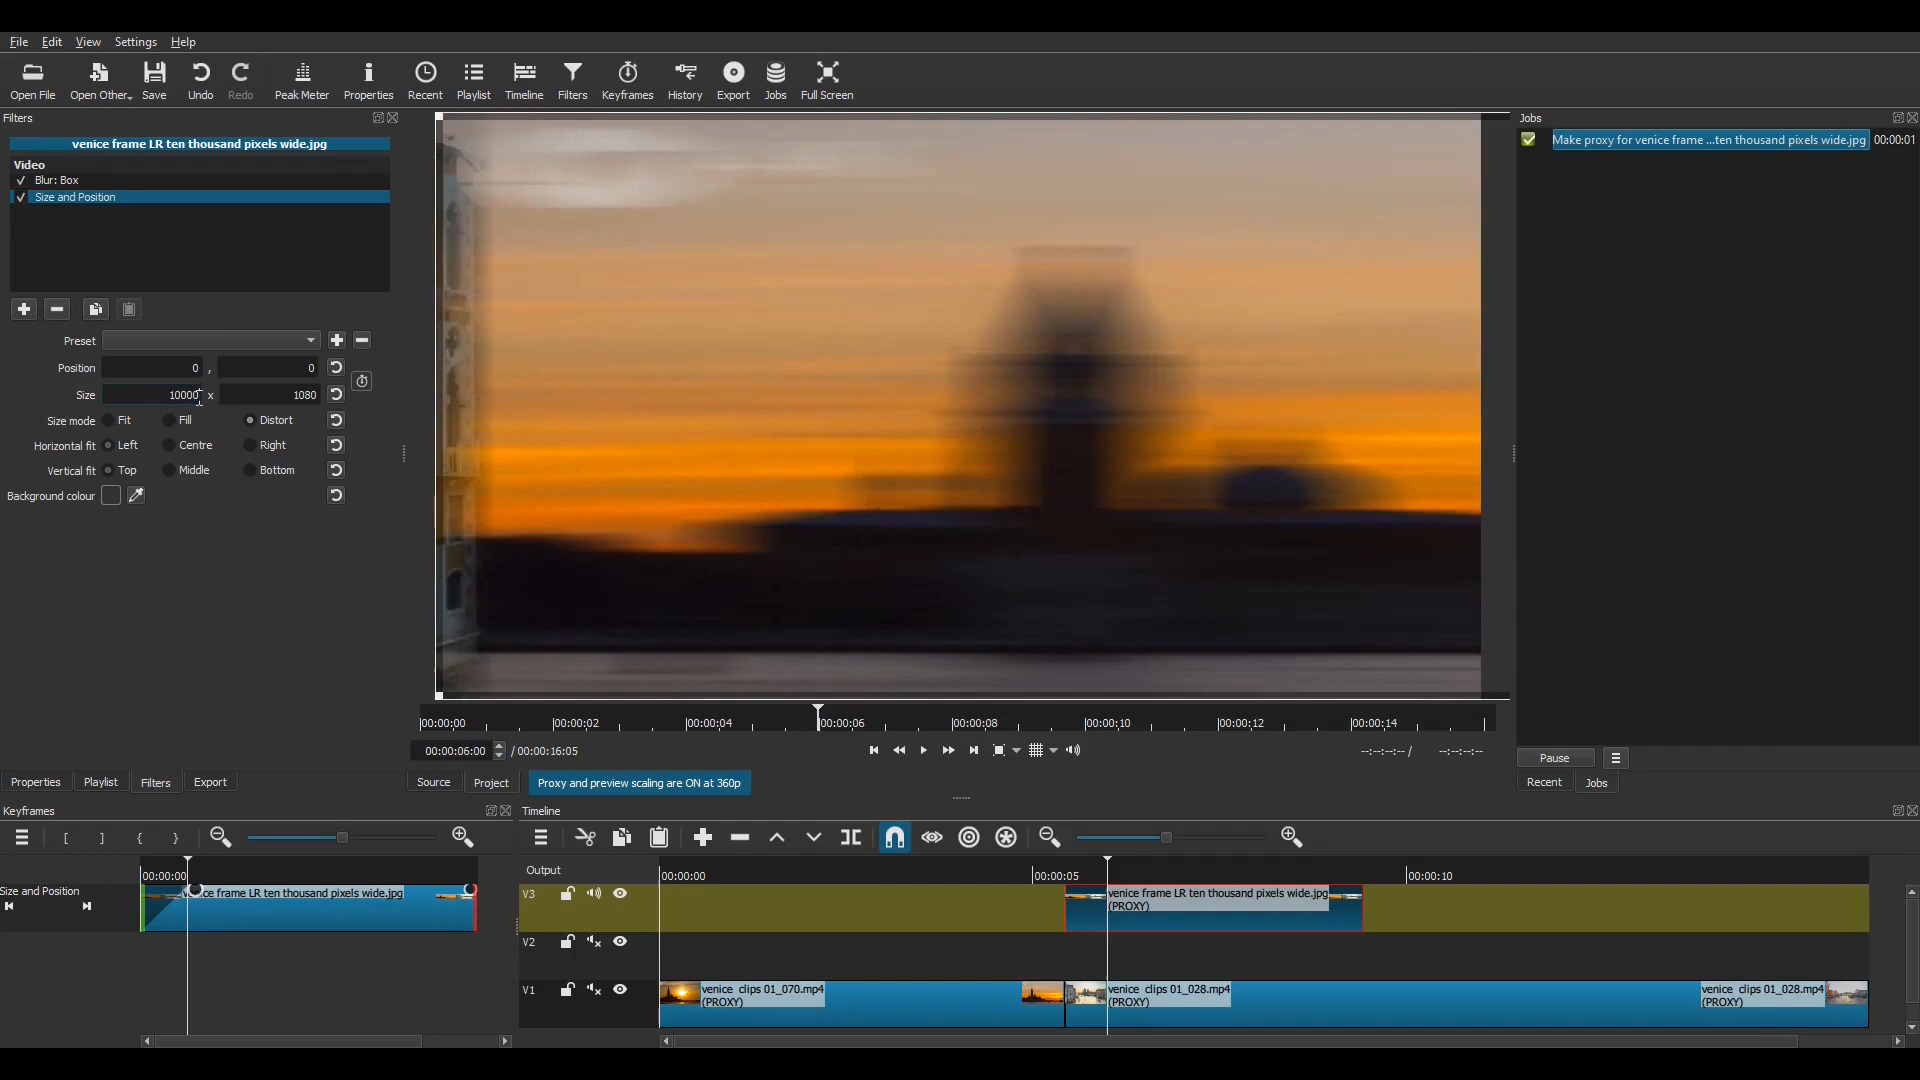 File Edit View Settings Help
Open File Open Other Save Undo Redo Peak Meter Properties Recent Playlist Timeline Filters Keyframes History Export Jobs Full Screen
Filters
venice frame LR ten thousand pixels wide.jpg
Video
Blur: Box
Size and Position
Preset
Position 0 , 0
Size 10000 x 1080
Size mode Fit Fill Distort
Horizontal fit Left Centre Right
Vertical fit Top Middle Bottom
Background colour
00:00:00 00:00:02 00:00:04 00:00:06 00:00:08 00:00:10 00:00:12 00:00:14
00:00:06:00 / 00:00:16:05 --:--:--:-- / --:--:--:--
Properties Playlist Filters Export
Source Project Proxy and preview scaling are ON at 360p
Jobs
Make proxy for venice frame ...ten thousand pixels wide.jpg 00:00:01
Pause
Recent Jobs
Keyframes
[ ] { }
00:00:00
Size and Position
venice frame LR ten thousand pixels wide.jpg
Timeline
Output 00:00:00 00:00:05 00:00:10
V3 venice frame LR ten thousand pixels wide.jpg
(PROXY)
V2
V1 venice clips 01_070.mp4 venice clips 01_028.mp4 venice clips 01_028.mp4
(PROXY) (PROXY) (PROXY)